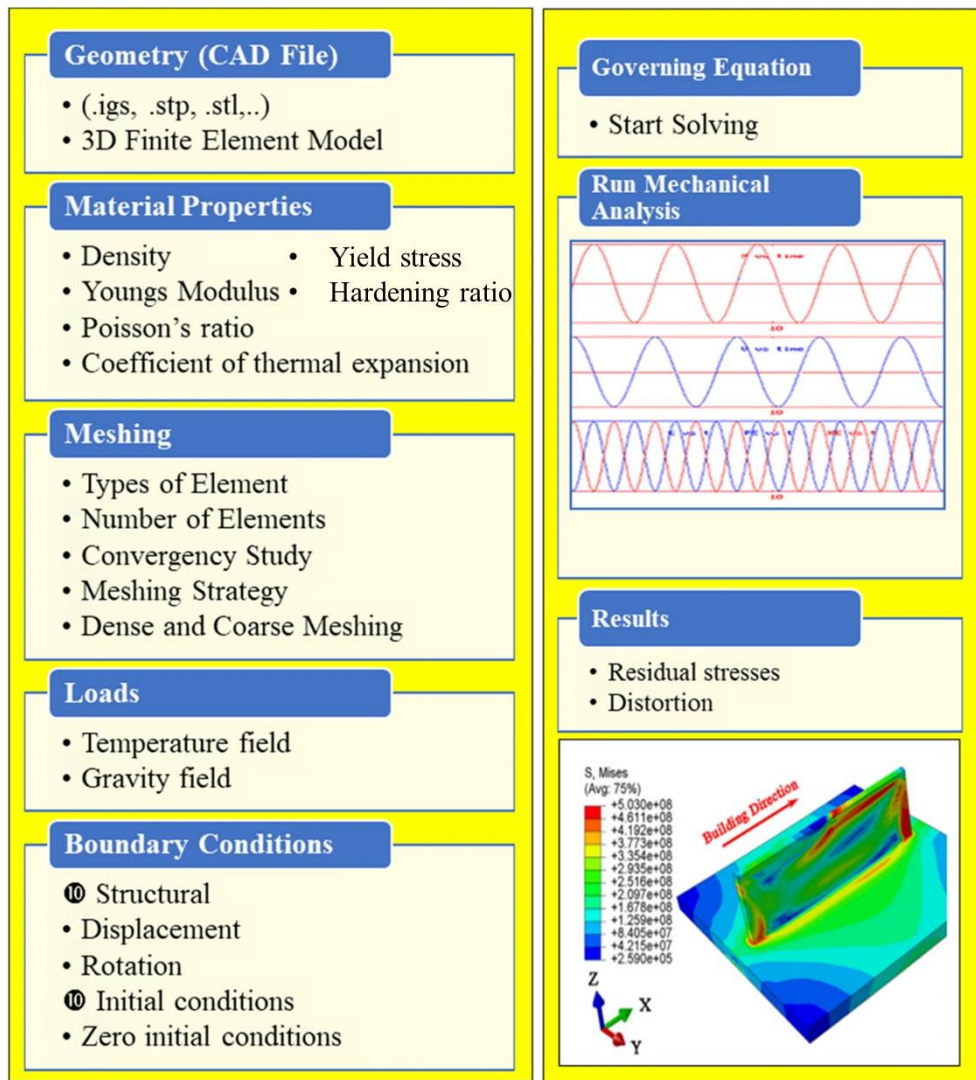 Geometry (CAD File)
• (.igs, .stp, .stl,..)
• 3D Finite Element Model
Material Properties
• Density • Yield stress
• Youngs Modulus • Hardening ratio
• Poisson's ratio
• Coefficient of thermal expansion
Meshing
• Types of Element
• Number of Elements
• Convergency Study
• Meshing Strategy
• Dense and Coarse Meshing
Loads
• Temperature field
• Gravity field
Boundary Conditions
❿ Structural
• Displacement
• Rotation
❿ Initial conditions
• Zero initial conditions
Governing Equation
• Start Solving
Run Mechanical
Analysis
vs time
10
vs time
10
10
Results
• Residual stresses
• Distortion
S, Mises
(Avg: 75%)
+5.030e+08
+4.611e+08
+4.192e+08
+3.773e+08
+3.354e+08
+2.935e+08
+2.516e+08
+2.097e+08
+1.678e+08
+1.259e+08
+8.405e+07
+4.215e+07
+2.590e+05
Building Direction
Z
X
Y